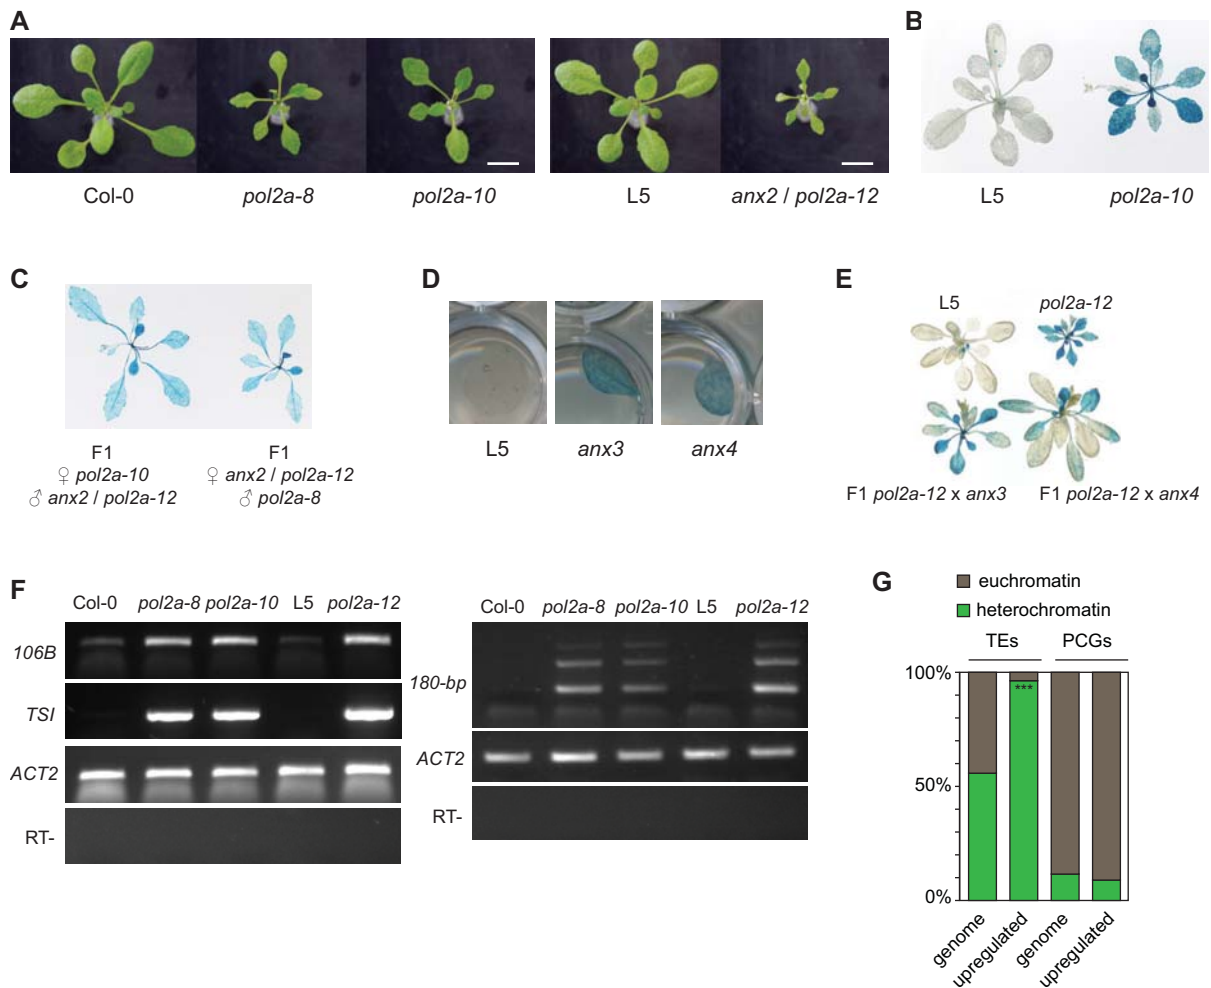 A
Col-0
pol2a-8
pol2a-10
L5
anx2 / pol2a-12
B
L5
pol2a-10
C
F1
♀ pol2a-10
♂ anx2 / pol2a-12
F1
♀ anx2 / pol2a-12
♂ pol2a-8
D
L5
anx3
anx4
E
L5
pol2a-12
F1 pol2a-12 x anx3
F1 pol2a-12 x anx4
F
Col-0 pol2a-8 pol2a-10 L5 pol2a-12
106B
TSI
ACT2
RT-
Col-0 pol2a-8 pol2a-10 L5 pol2a-12
180-bp
ACT2
RT-
G
euchromatin
heterochromatin
TEs PCGs
100%
***
50%
0%
genome
upregulated
genome
upregulated